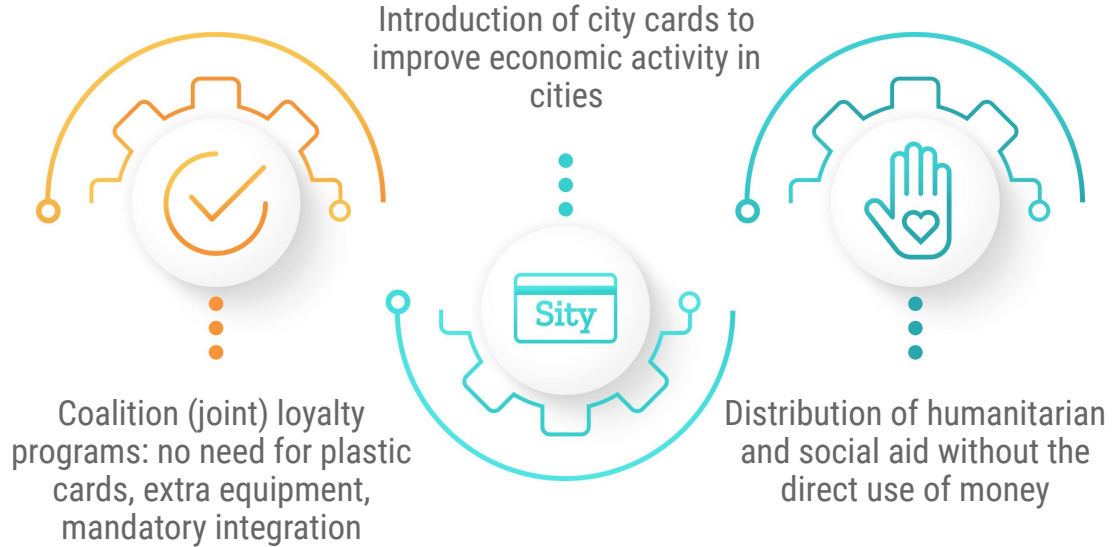 Introduction of city cards to
improve economic activity in
cities
Sity
Coalition (joint) loyalty
programs: no need for plastic
cards, extra equipment,
mandatory integration
Distribution of humanitarian
and social aid without the
direct use of money